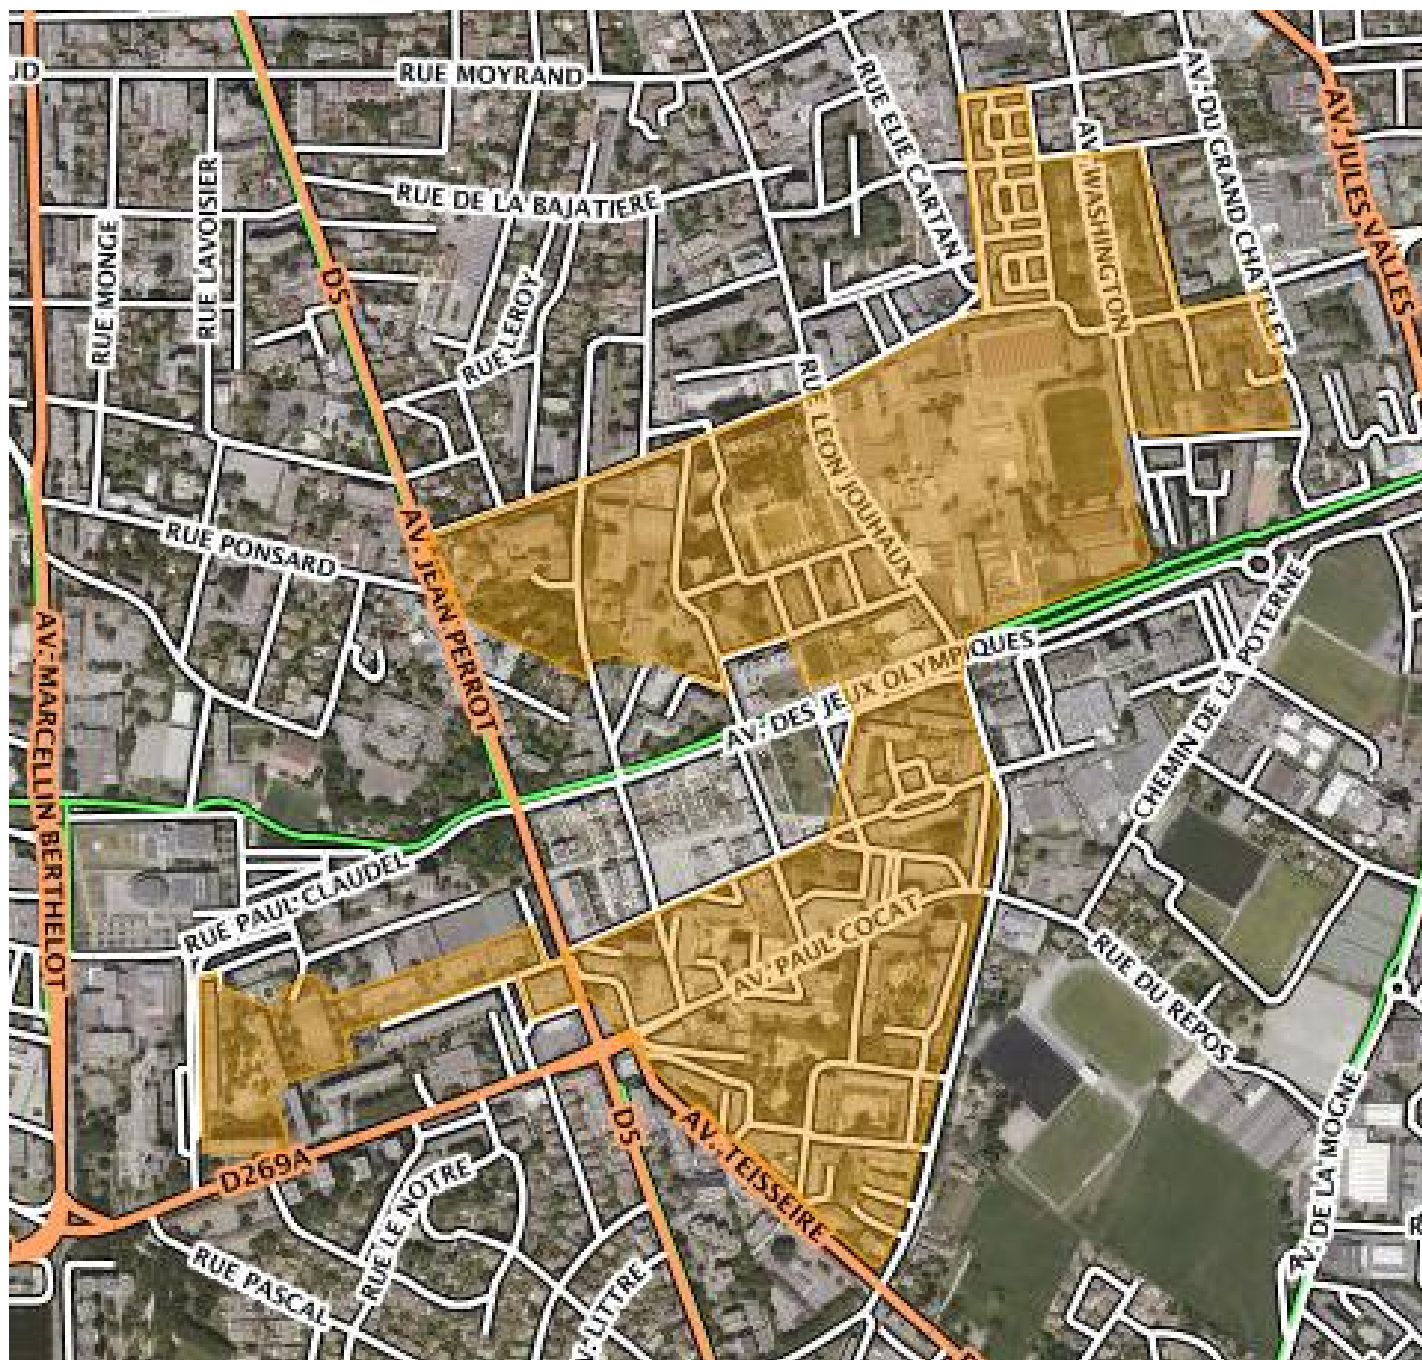 UD
RUE MOYRAND
RUE ELIE CARTAN
AV. DU GRAND CHATELET
AV. JULES VALLES
RUE DE LA BAJATIERE
AV. WASHINGTON
RUE LAVOISIER
RUE MONGE
D5
RUE LEROY
RUE LEON JOUHAUX
RUE PONSARD
AV. JEAN PERROT
AV. MARCELLIN BERTHELOT
AV. DES JEUX OLYMPIQUES
CHEMIN DE LA POTERNE
RUE PAUL CLAUDEL
AV. PAUL COCAT
RUE DU REPOS
D5
AV. TEISSEIRE
D269A
AV. DE LA MOGNE
RUE LE NOTRE
RUE PASCAL
V. LITTRE
R